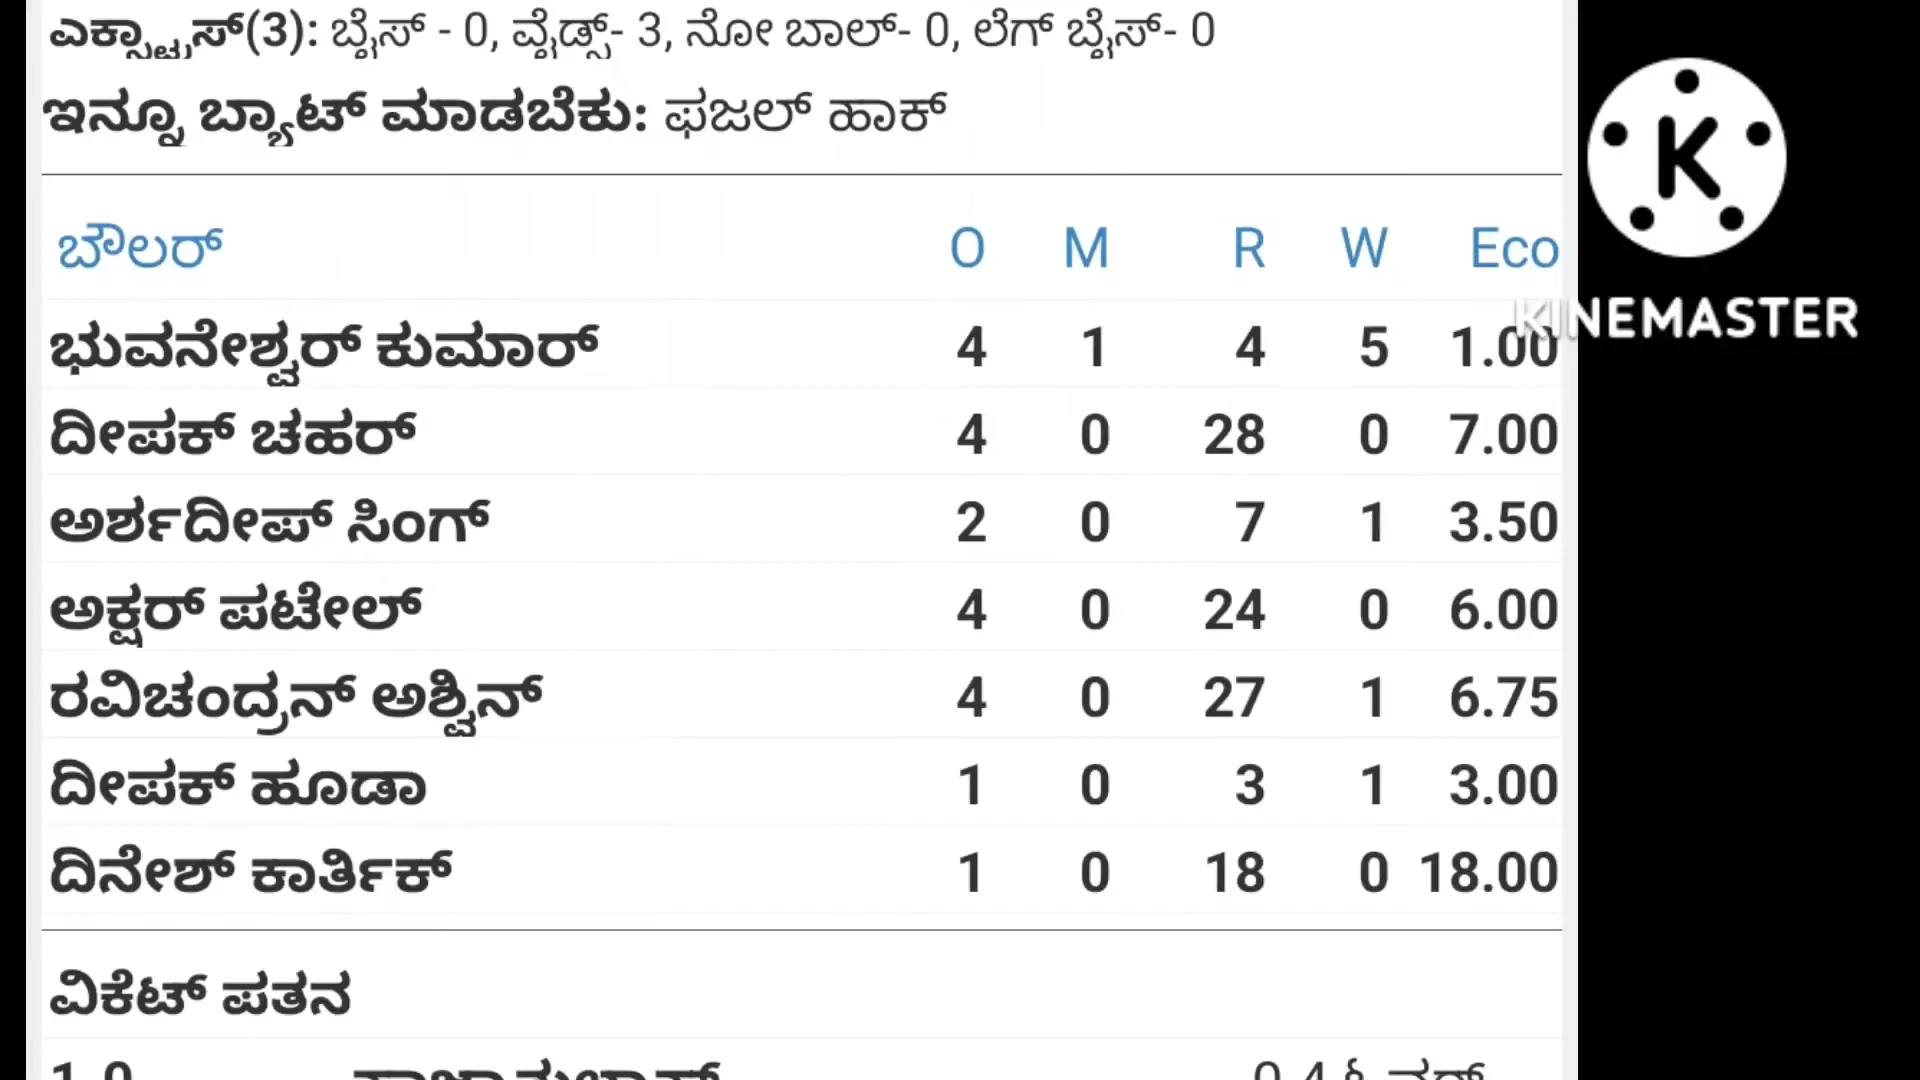 ಎಕ್ಸ್ಟ್ರಾಸ್(3): ಬೈಸ್ - 0, ವೈಡ್ಸ್- 3, ನೋ ಬಾಲ್- 0, ಲೆಗ್ ಬೈಸ್- 0
ಇನ್ನೂ ಬ್ಯಾಟ್ ಮಾಡಬೆಕು: ಫಜಲ್ ಹಾಕ್
ಬೌಲರ್ O M R W Eco
ಭುವನೇಶ್ವರ್ ಕುಮಾರ್ 4 1 4 5 1.00
ದೀಪಕ್ ಚಹರ್ 4 0 28 0 7.00
ಅರ್ಶದೀಪ್ ಸಿಂಗ್ 2 0 7 1 3.50
ಅಕ್ಷರ್ ಪಟೇಲ್ 4 0 24 0 6.00
ರವಿಚಂದ್ರನ್ ಅಶ್ವಿನ್ 4 0 27 1 6.75
ದೀಪಕ್ ಹೂಡಾ 1 0 3 1 3.00
ದಿನೇಶ್ ಕಾರ್ತಿಕ್ 1 0 18 0 18.00
ವಿಕೆಟ್ ಪತನ
K
KINEMASTER